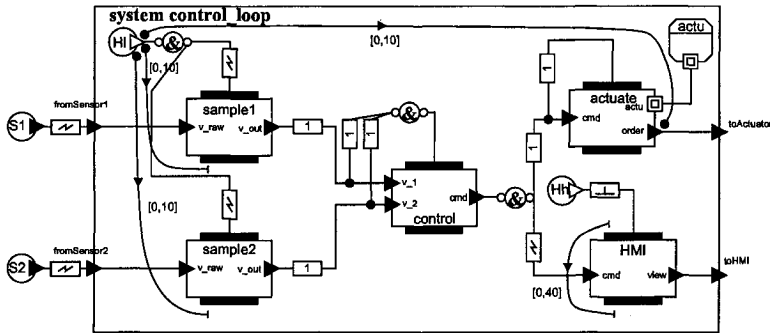 system control_loop
actu
Hl
&
[0,10]
[0,10]
1
actuate
actu
cmd
order
toActuator
fromSensor1
S1
sample1
v_raw
v_out
1
1
1
&
1
[0,10]
v_1
v_2
cmd
control
&
Hh
fromSensor2
S2
sample2
v_raw
v_out
1
HMI
cmd
view
toHMI
[0,40]